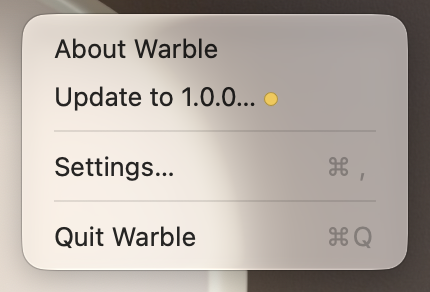 About Warble
Update to 1.0.0...
Settings... ⌘ ,
Quit Warble ⌘Q